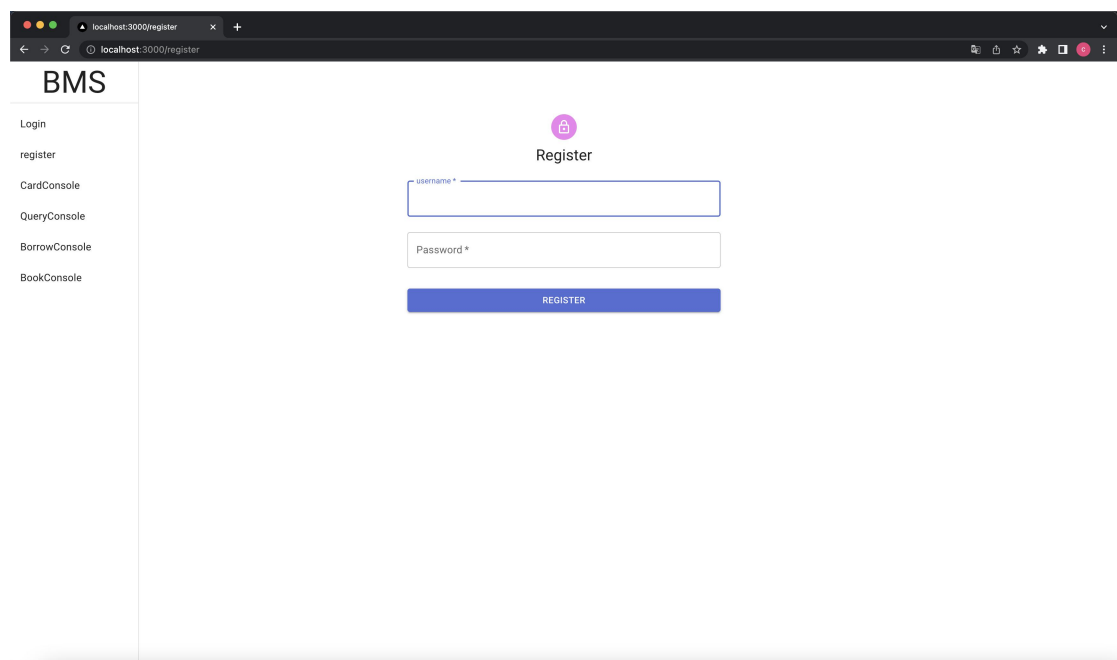 localhost:3000/register
localhost:3000/register
BMS
Login
register
CardConsole
QueryConsole
BorrowConsole
BookConsole
Register
username *
Password *
REGISTER